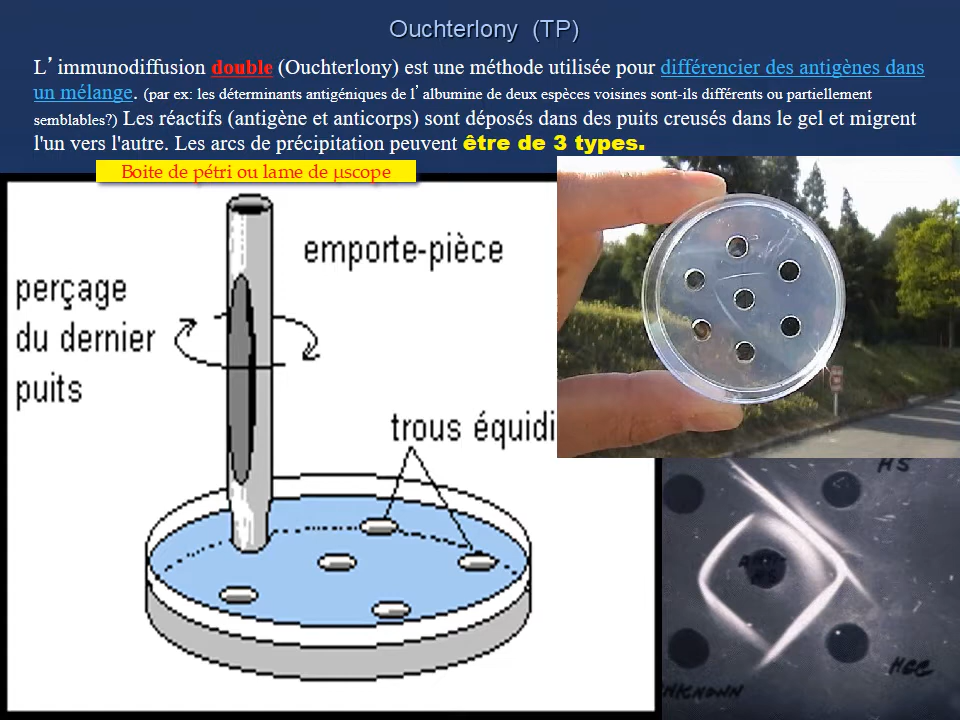 Ouchterlony (TP)
L’immunodiffusion double (Ouchterlony) est une méthode utilisée pour différencier des antigènes dans
un mélange. (par ex: les déterminants antigéniques de l’albumine de deux espèces voisines sont-ils différents ou partiellement
semblables?) Les réactifs (antigène et anticorps) sont déposés dans des puits creusés dans le gel et migrent
l'un vers l'autre. Les arcs de précipitation peuvent être de 3 types.
Boite de pétri ou lame de µscope
emporte-pièce
perçage
du dernier
puits
trous équidi
HS
HS